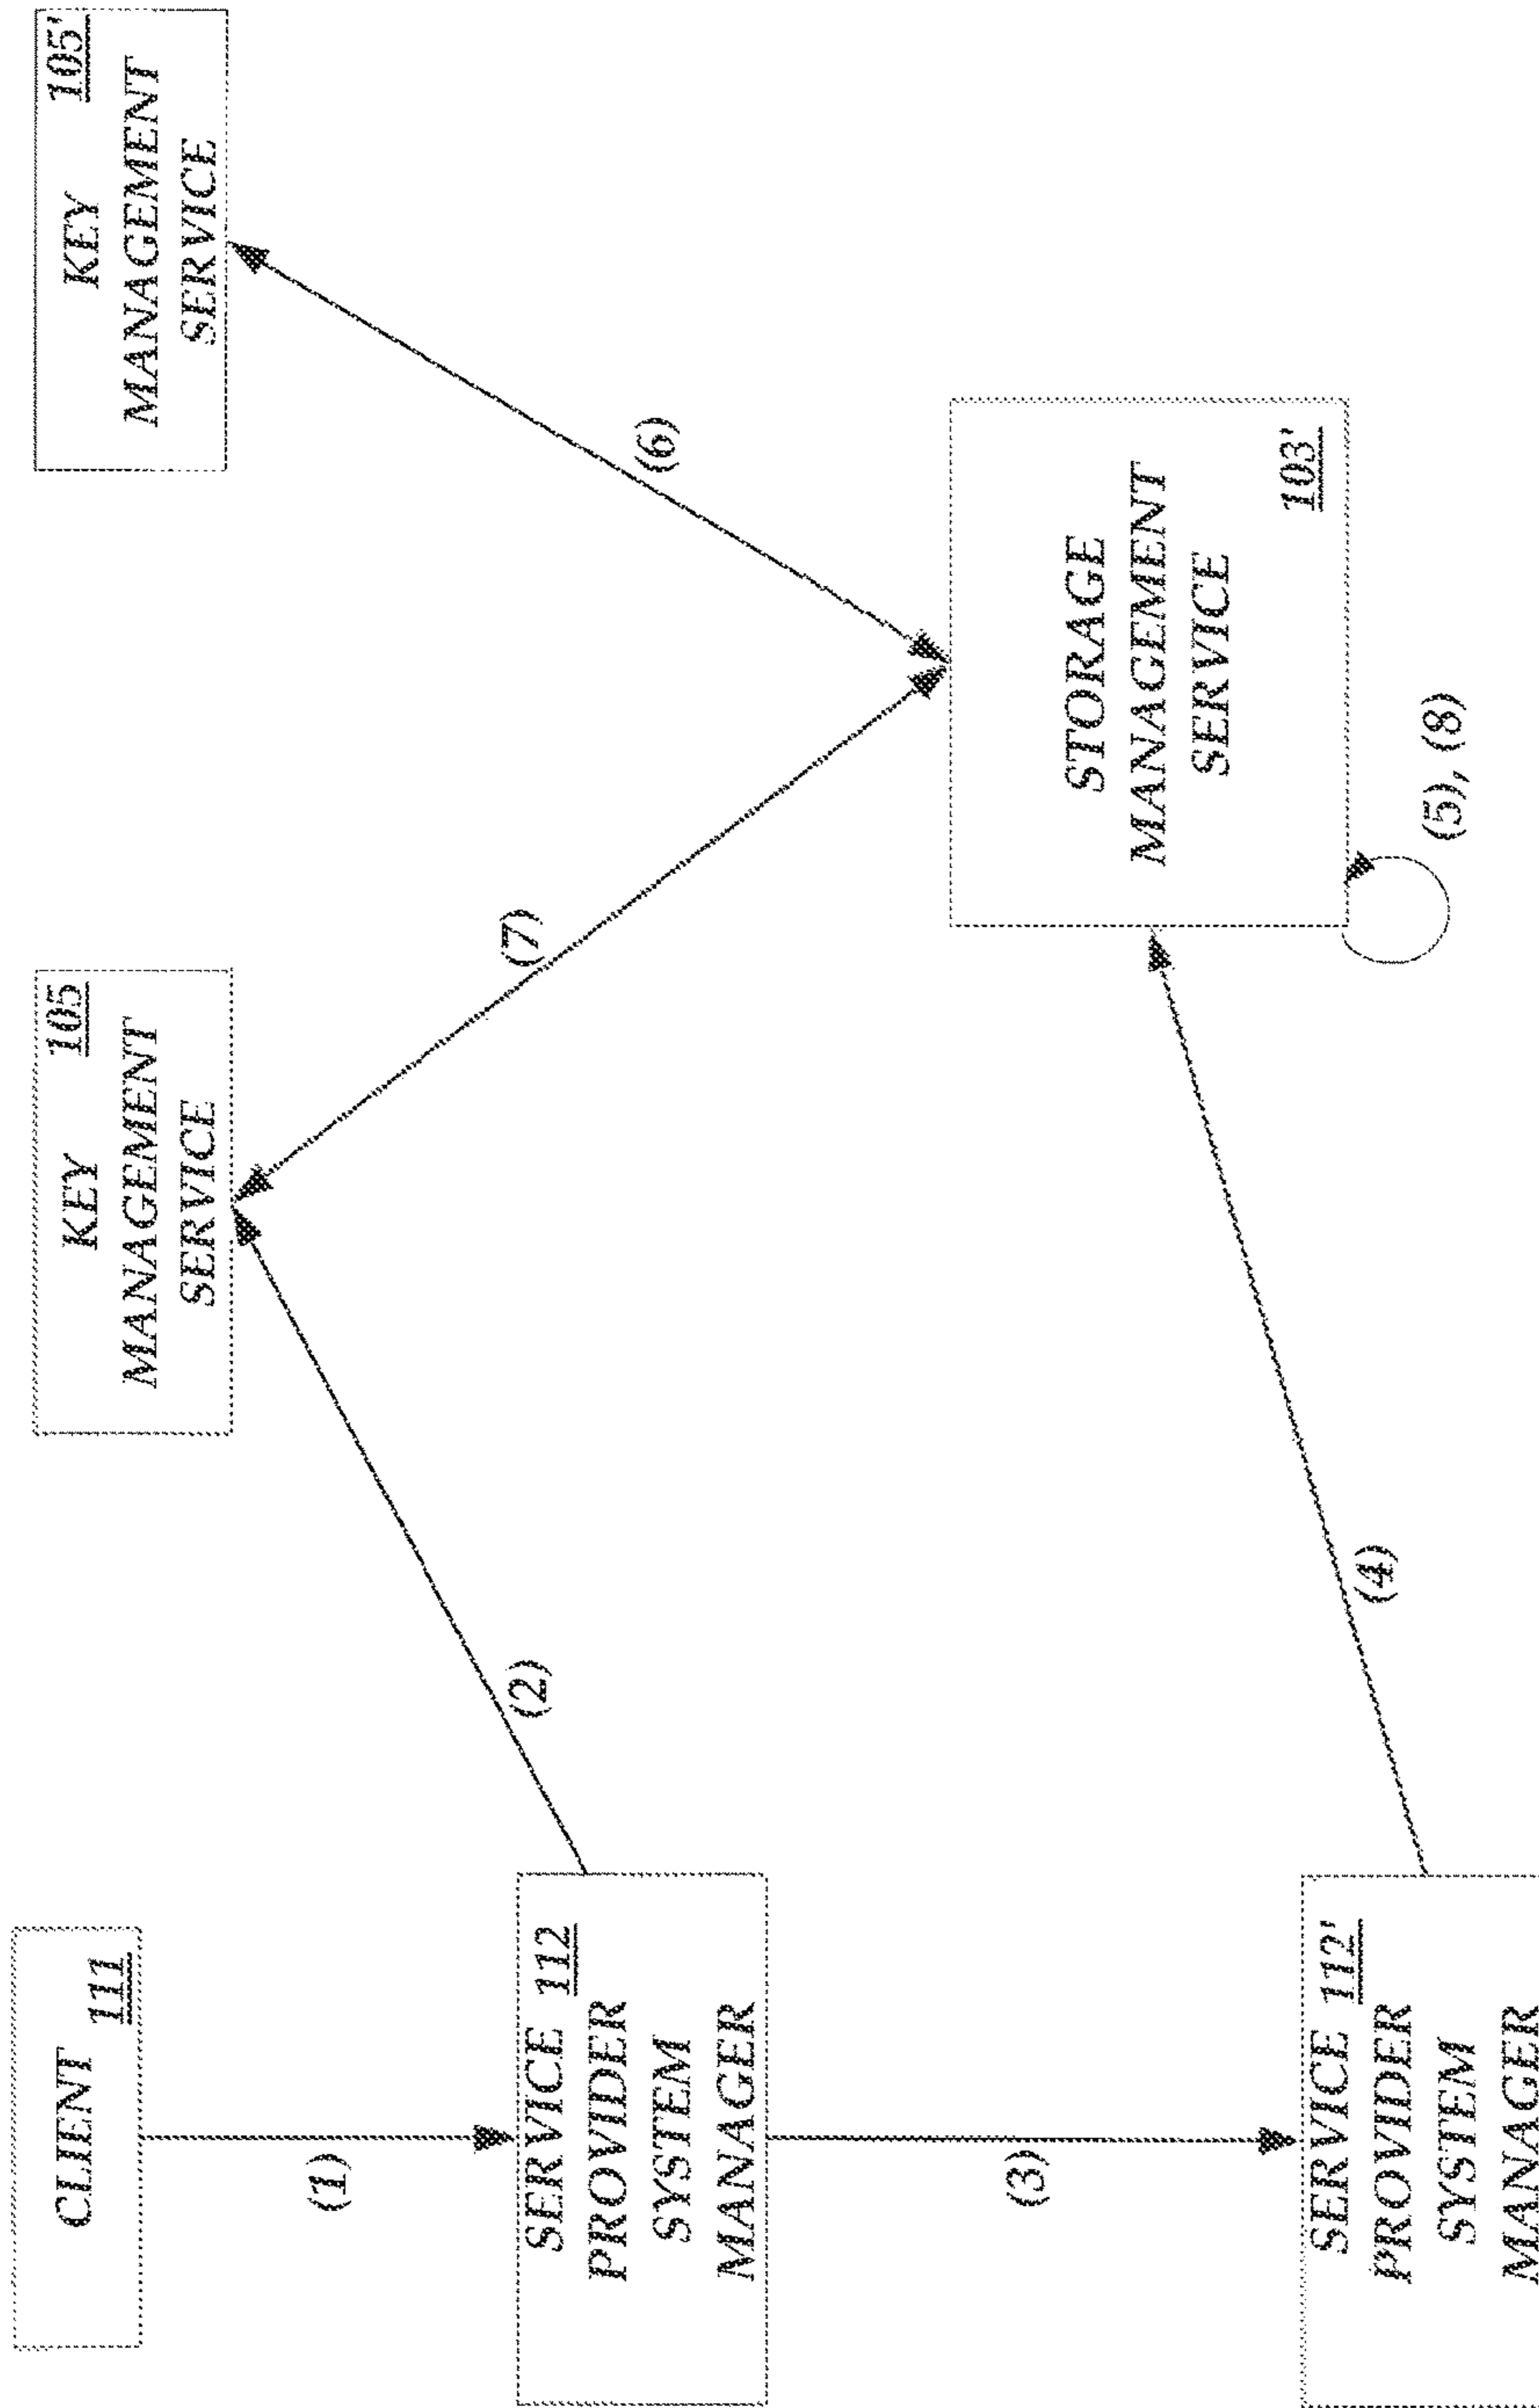 CLIENT
111
(1)
SERVICE 112
PROVIDER
SYSTEM
MANAGER
(2)
KEY 105
MANAGEMENT
SERVICE
KEY 105'
MANAGEMENT
SERVICE
(7)
(6)
(3)
SERVICE 112'
PROVIDER
SYSTEM
MANAGER
(4)
STORAGE
MANAGEMENT
SERVICE
103'
(5), (8)